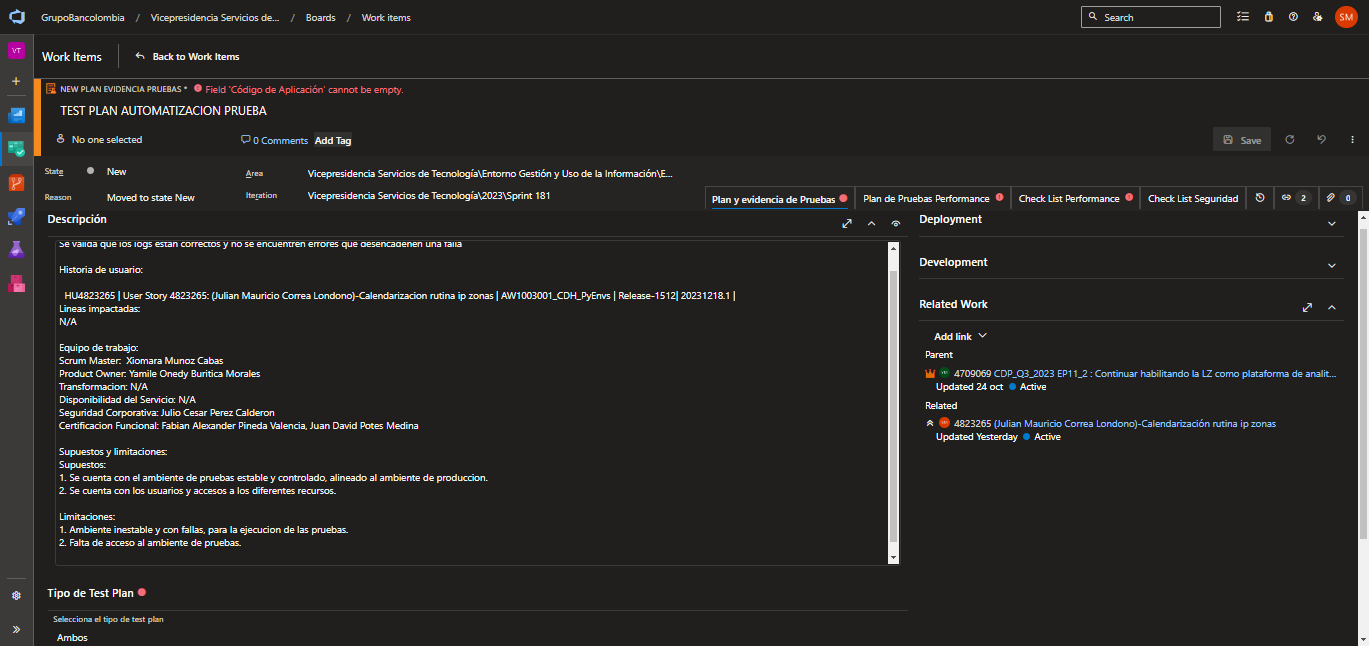 GrupoBancolombia / Vicepresidencia Servicios de... / Boards / Work items
Search
SM
VT
Work Items
Back to Work Items
NEW PLAN EVIDENCIA PRUEBAS * Field 'Código de Aplicación' cannot be empty.
TEST PLAN AUTOMATIZACION PRUEBA
No one selected
0 Comments
Add Tag
Save
State
New
Area
Vicepresidencia Servicios de Tecnología\Entorno Gestión y Uso de la Información\E...
Reason
Moved to state New
Iteration
Vicepresidencia Servicios de Tecnología\2023\Sprint 181
Plan y evidencia de Pruebas
Plan de Pruebas Performance
Check List Performance
Check List Seguridad
2
0
Descripción
Se valida que los logs estan correctos y no se encuentren errores que desencadenen una falla
Historia de usuario:
HU4823265 | User Story 4823265: (Julian Mauricio Correa Londono)-Calendarizacion rutina ip zonas | AW1003001_CDH_PyEnvs | Release-1512| 20231218.1 |
Lineas impactadas:
N/A
Equipo de trabajo:
Scrum Master: Xiomara Munoz Cabas
Product Owner: Yamile Onedy Buritica Morales
Transformacion: N/A
Disponibilidad del Servicio: N/A
Seguridad Corporativa: Julio Cesar Perez Calderon
Certificacion Funcional: Fabian Alexander Pineda Valencia, Juan David Potes Medina
Supuestos y limitaciones:
Supuestos:
1. Se cuenta con el ambiente de pruebas estable y controlado, alineado al ambiente de produccion.
2. Se cuenta con los usuarios y accesos a los diferentes recursos.
Limitaciones:
1. Ambiente inestable y con fallas, para la ejecucion de las pruebas.
2. Falta de acceso al ambiente de pruebas.
Tipo de Test Plan
Selecciona el tipo de test plan
Ambos
Deployment
Development
Related Work
Add link
Parent
4709069 CDP_Q3_2023 EP11_2 : Continuar habilitando la LZ como plataforma de analit...
Updated 24 oct Active
Related
4823265 (Julian Mauricio Correa Londono)-Calendarización rutina ip zonas
Updated Yesterday Active